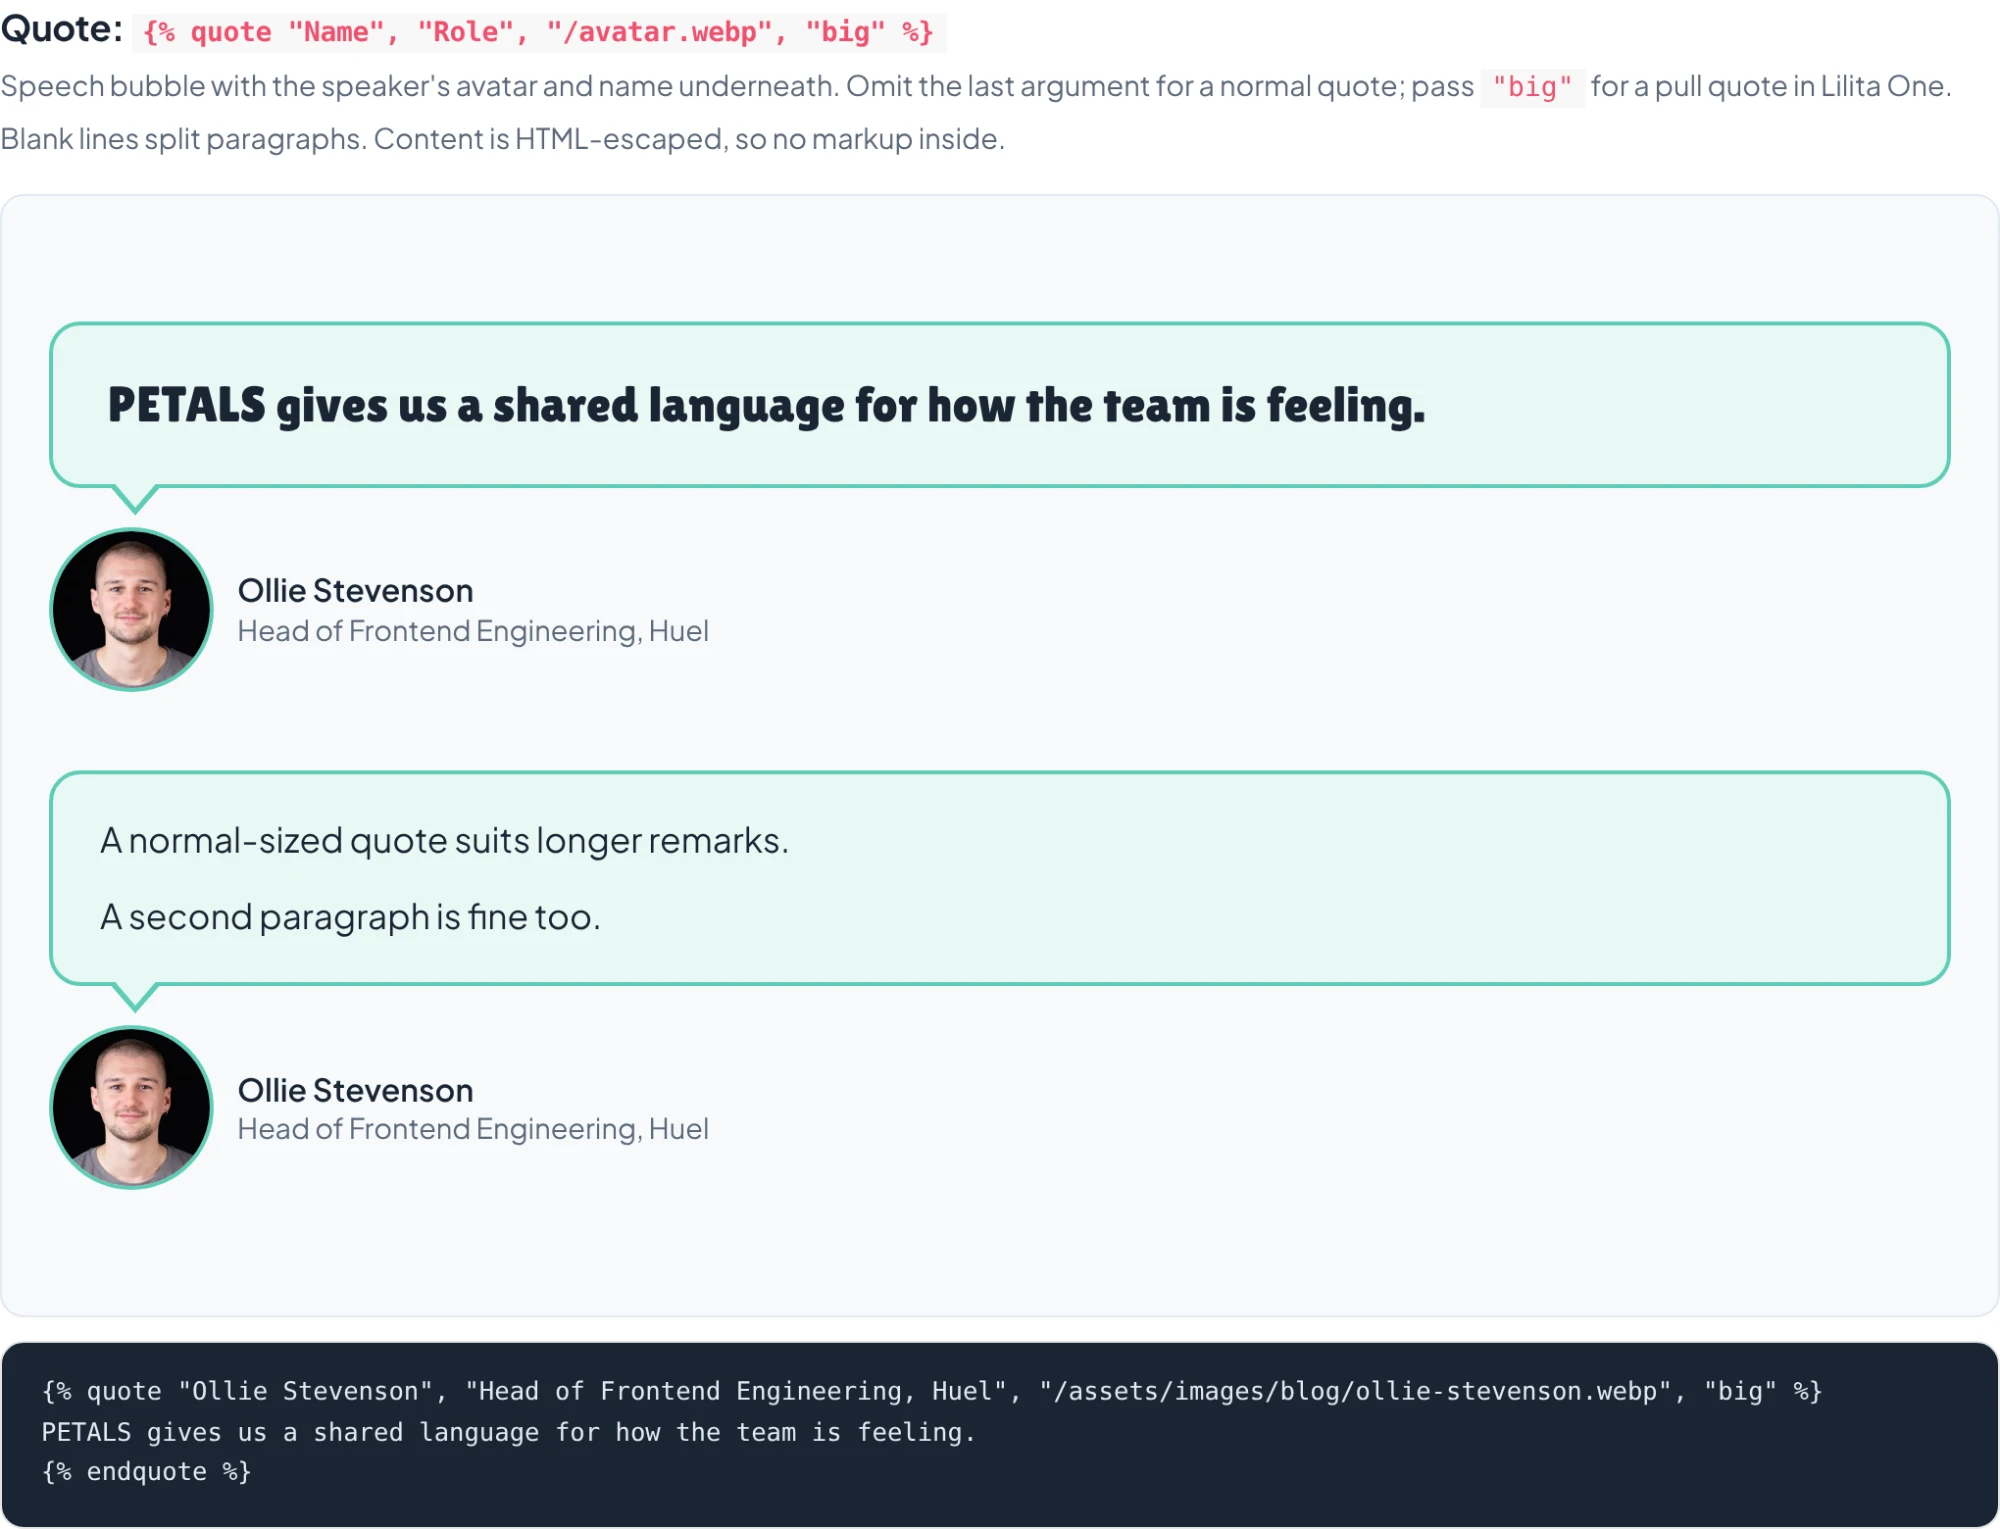 Quote: {% quote "Name", "Role", "/avatar.webp", "big" %}
Speech bubble with the speaker's avatar and name underneath. Omit the last argument for a normal quote; pass "big" for a pull quote in Lilita One.
Blank lines split paragraphs. Content is HTML-escaped, so no markup inside.
PETALS gives us a shared language for how the team is feeling.
Ollie Stevenson
Head of Frontend Engineering, Huel
A normal-sized quote suits longer remarks.
A second paragraph is fine too.
Ollie Stevenson
Head of Frontend Engineering, Huel
{% quote "Ollie Stevenson", "Head of Frontend Engineering, Huel", "/assets/images/blog/ollie-stevenson.webp", "big" %}
PETALS gives us a shared language for how the team is feeling.
{% endquote %}